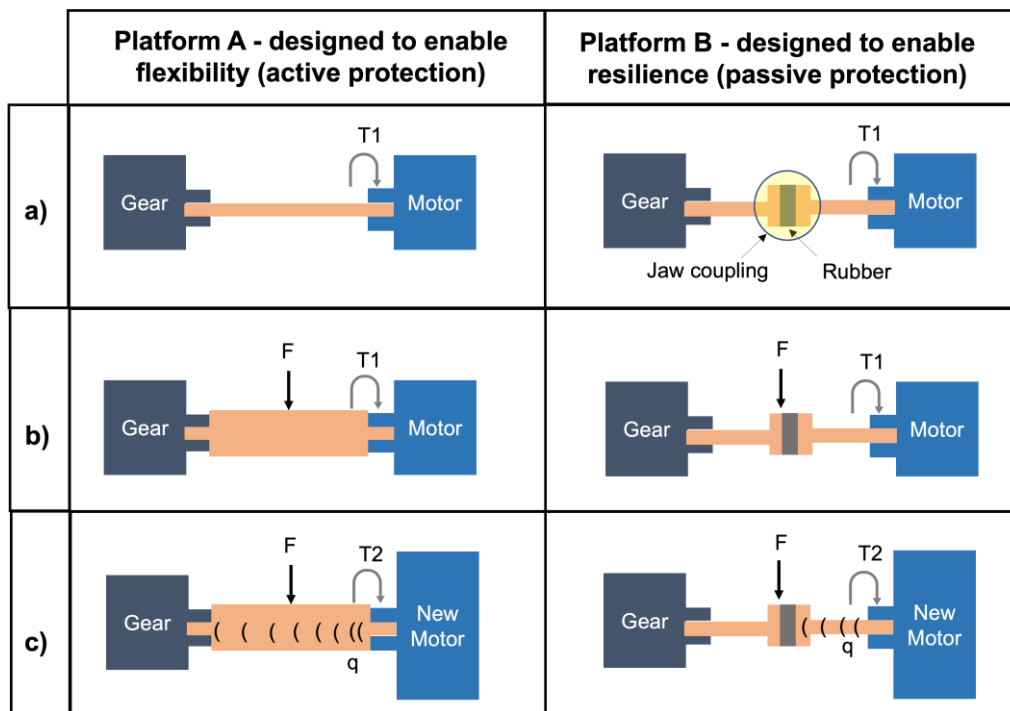 Platform A - designed to enable
flexibility (active protection)
Platform B - designed to enable
resilience (passive protection)
a)
T1
Gear
Motor
T1
Gear
Motor
Jaw coupling
Rubber
b)
F
T1
Gear
Motor
F
T1
Gear
Motor
c)
F
T2
Gear
New
Motor
q
F
T2
Gear
New
Motor
q